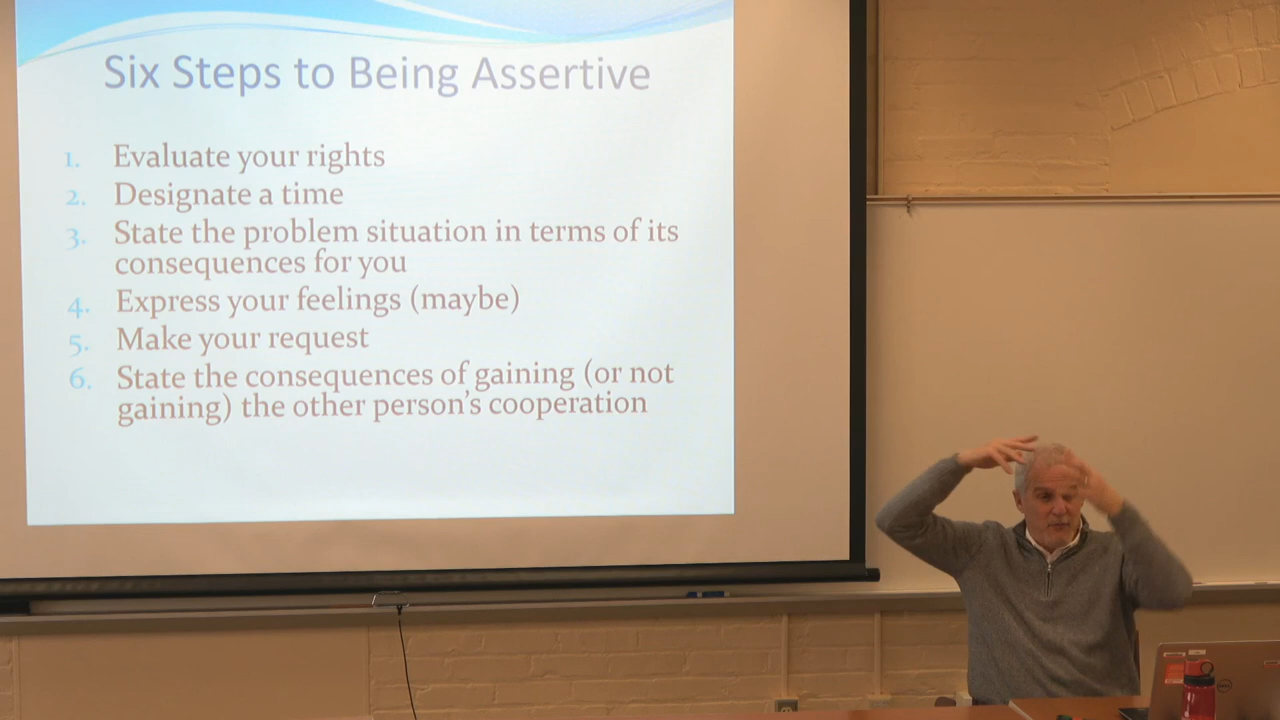 Six Steps to Being Assertive
1. Evaluate your rights
2. Designate a time
3. State the problem situation in terms of its
consequences for you
4. Express your feelings (maybe)
5. Make your request
6. State the consequences of gaining (or not
gaining) the other person's cooperation
DELL